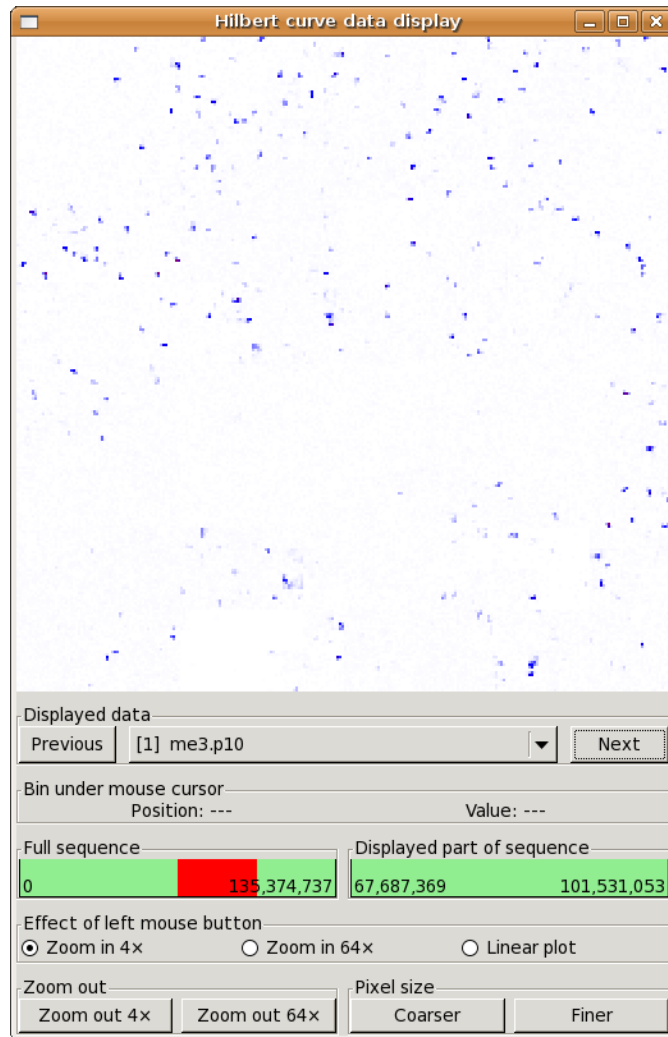 Hilbert curve data display
Displayed data
Previous [1] me3.p10 Next
Bin under mouse cursor
Position: --- Value: ---
Full sequence Displayed part of sequence
0 135,374,737 67,687,369 101,531,053
Effect of left mouse button
Zoom in 4× Zoom in 64× Linear plot
Zoom out Pixel size
Zoom out 4× Zoom out 64× Coarser Finer